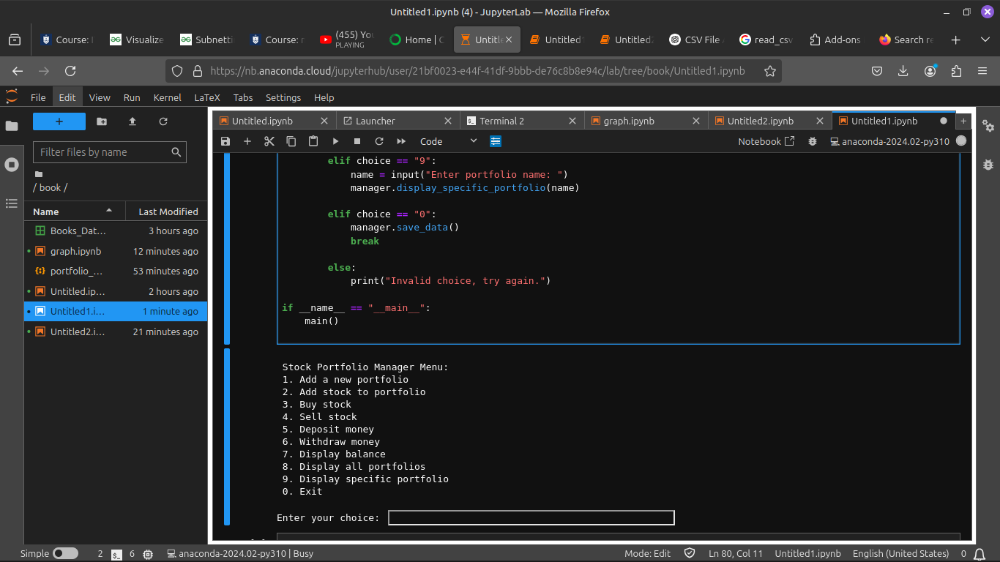 Untitled1.ipynb (4) - JupyterLab — Mozilla Firefox
Course: 
Visualize
Subnetti
Course: r
(455) Yo
PLAYING
Home | C
Untitle
Untitled1
Untitled
CSV File
read_csv
Add-ons
Search re
https://nb.anaconda.cloud/jupyterhub/user/21bf0023-e44f-41df-9bbb-de76c8b8e94c/lab/tree/book/Untitled1.ipynb
File Edit View Run Kernel LaTeX Tabs Settings Help
Untitled.ipynb
Launcher
Terminal 2
graph.ipynb
Untitled2.ipynb
Untitled1.ipynb
Code
Notebook
anaconda-2024.02-py310
Filter files by name
/ book /
Name Last Modified
Books_Dat... 3 hours ago
graph.ipynb 12 minutes ago
portfolio_... 53 minutes ago
Untitled.ip... 2 hours ago
Untitled1.i... 1 minute ago
Untitled2.i... 21 minutes ago
elif choice == "9":
name = input("Enter portfolio name: ")
manager.display_specific_portfolio(name)
elif choice == "0":
manager.save_data()
break
else:
print("Invalid choice, try again.")
if __name__ == "__main__":
main()
Stock Portfolio Manager Menu:
1. Add a new portfolio
2. Add stock to portfolio
3. Buy stock
4. Sell stock
5. Deposit money
6. Withdraw money
7. Display balance
8. Display all portfolios
9. Display specific portfolio
0. Exit
Enter your choice:
Simple 2 6 anaconda-2024.02-py310 | Busy Mode: Edit Ln 80, Col 11 Untitled1.ipynb English (United States) 0